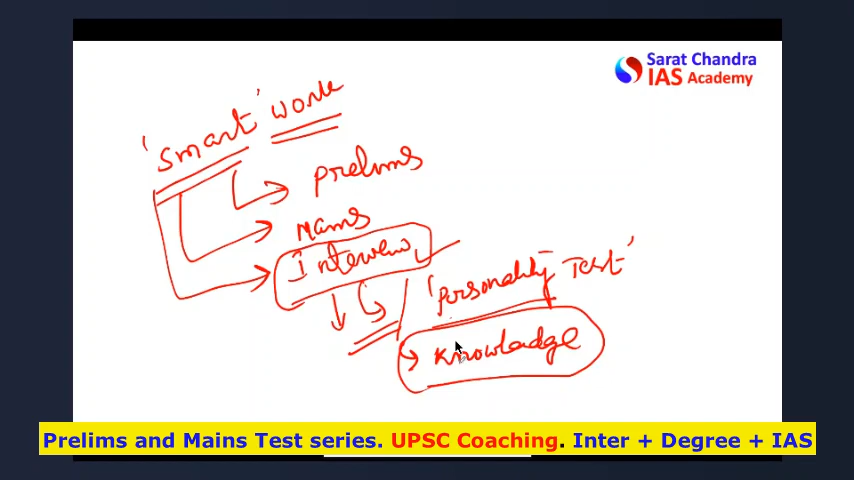 Sarat Chandra
IAS Academy
'smart' work
Prelims
Mains
Interview
'Personality Test'
Knowledge
Prelims and Mains Test series. UPSC Coaching. Inter + Degree + IAS